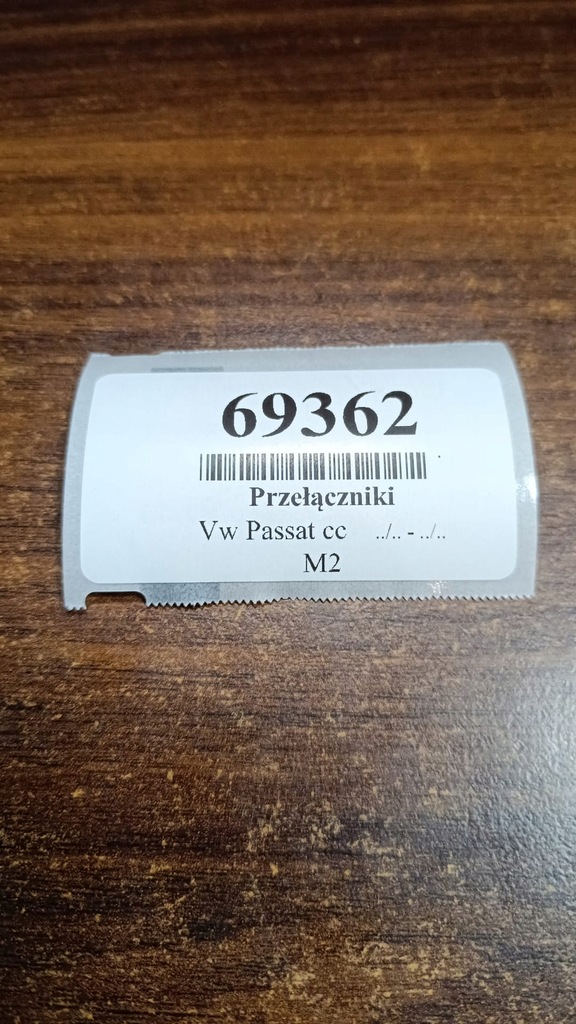 69362
Przełączniki
Vw Passat cc ../.. - ../..
M2